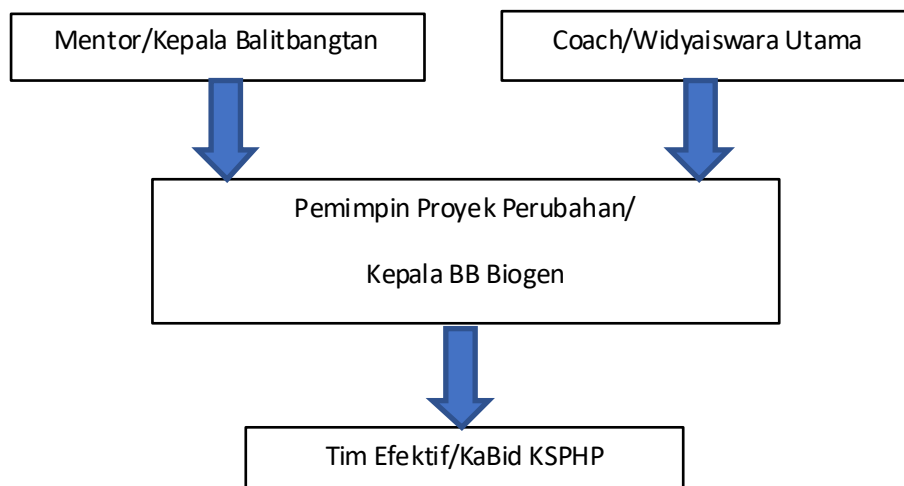 Mentor/Kepala Balitbangtan
Coach/Widyaiswara Utama
Pemimpin Proyek Perubahan/
Kepala BB Biogen
Tim Efektif/KaBid KSPHP